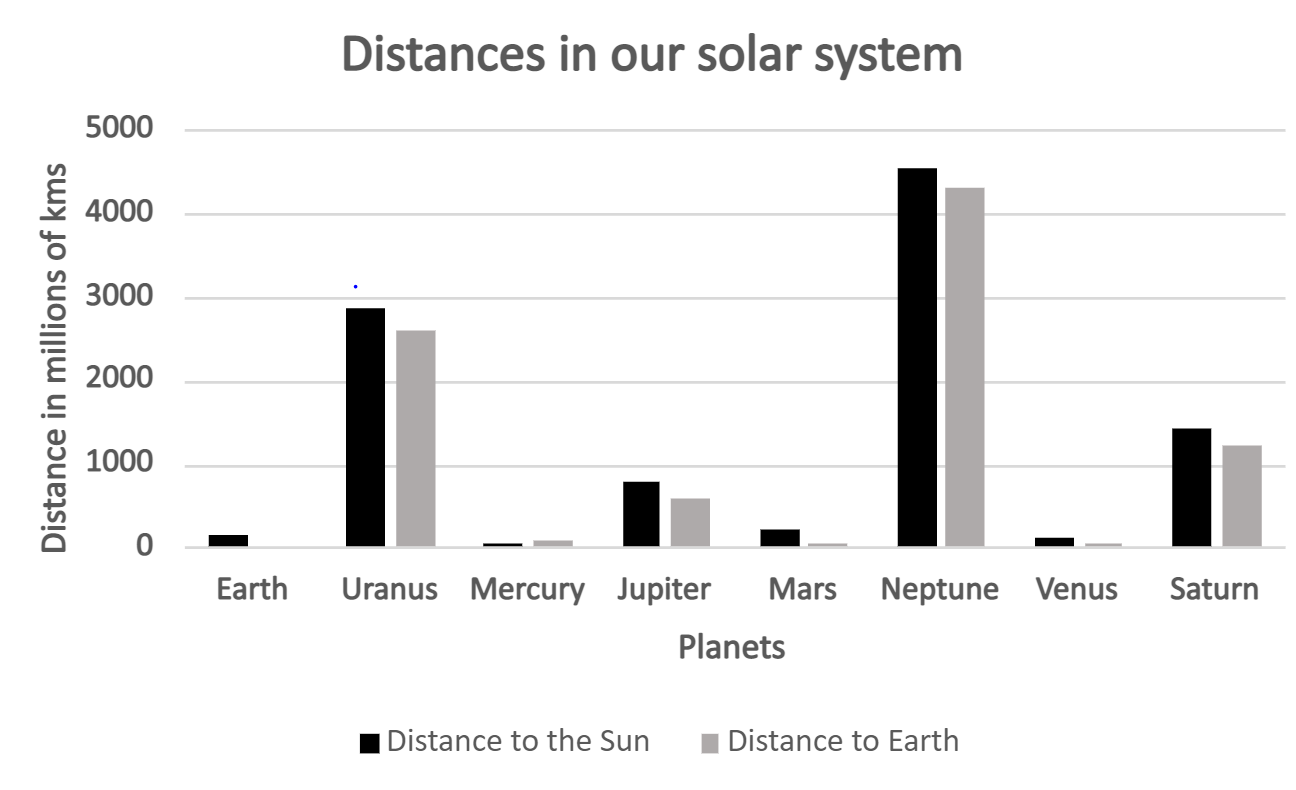 Distances in our solar system
Distance in millions of kms
5000
4000
3000
2000
1000
0
Earth Uranus Mercury Jupiter Mars Neptune Venus Saturn
Planets
Distance to the Sun Distance to Earth